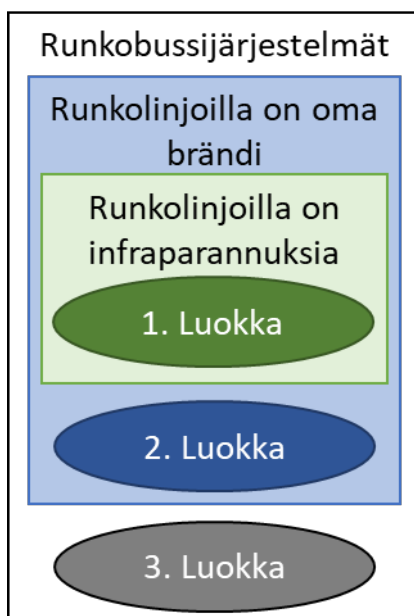 Runkobussijärjestelmät
Runkolinjoilla on oma
brändi
Runkolinjoilla on
infraparannuksia
1. Luokka
2. Luokka
3. Luokka